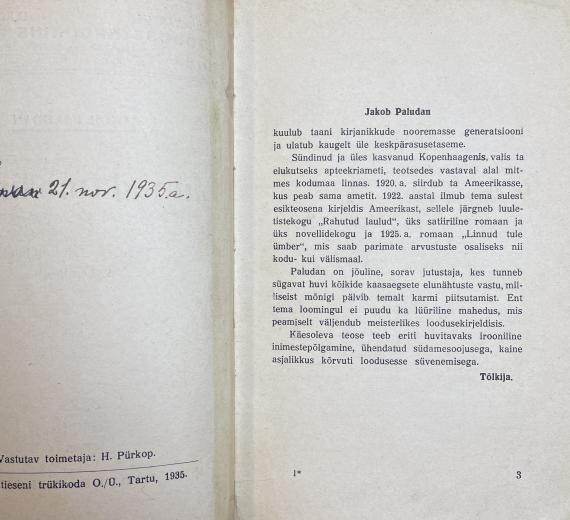 21. nov. 1935.a.
Vastutav toimetaja: H. Pürkop.
tieseni trükikoda O./Ü., Tartu, 1935.
Jakob Paludan
kuulub taani kirjanikkude nooremasse generatsiooni
ja ulatub kaugelt üle keskpärasusetaseme.
Sündinud ja üles kasvanud Kopenhaagenis, valis ta
elukutseks apteekriameti, teotsedes vastaval alal mit-
mes kodumaa linnas. 1920. a. siirdub ta Ameerikasse,
kus peab sama ametit. 1922. aastal ilmub tema sulest
esikteosena kirjeldis Ameerikast, sellele järgneb luule-
tistekogu „Rahutud laulud“, üks satiiriline romaan ja
üks novellidekogu ja 1925. a. romaan „Linnud tule
ümber“, mis saab parimate arvustuste osaliseks nii
kodu- kui välismaal.
Paludan on jõuline, sorav jutustaja, kes tunneb
sügavat huvi kõikide kaasaegsete elunähtuste vastu, mil-
liseist mõnigi pälvib temalt karmi piitsutamist. Ent
tema loomingul ei puudu ka lüüriline mahedus, mis
peamiselt väljendub meisterlikes loodusekirjeldisis.
Käesoleva teose teeb eriti huvitavaks irooniline
inimestepõlgamine, ühendatud südamesoojusega, kaine
asjalikkus kõrvuti loodusesse süvenemisega.
Tõlkija.
1*
3